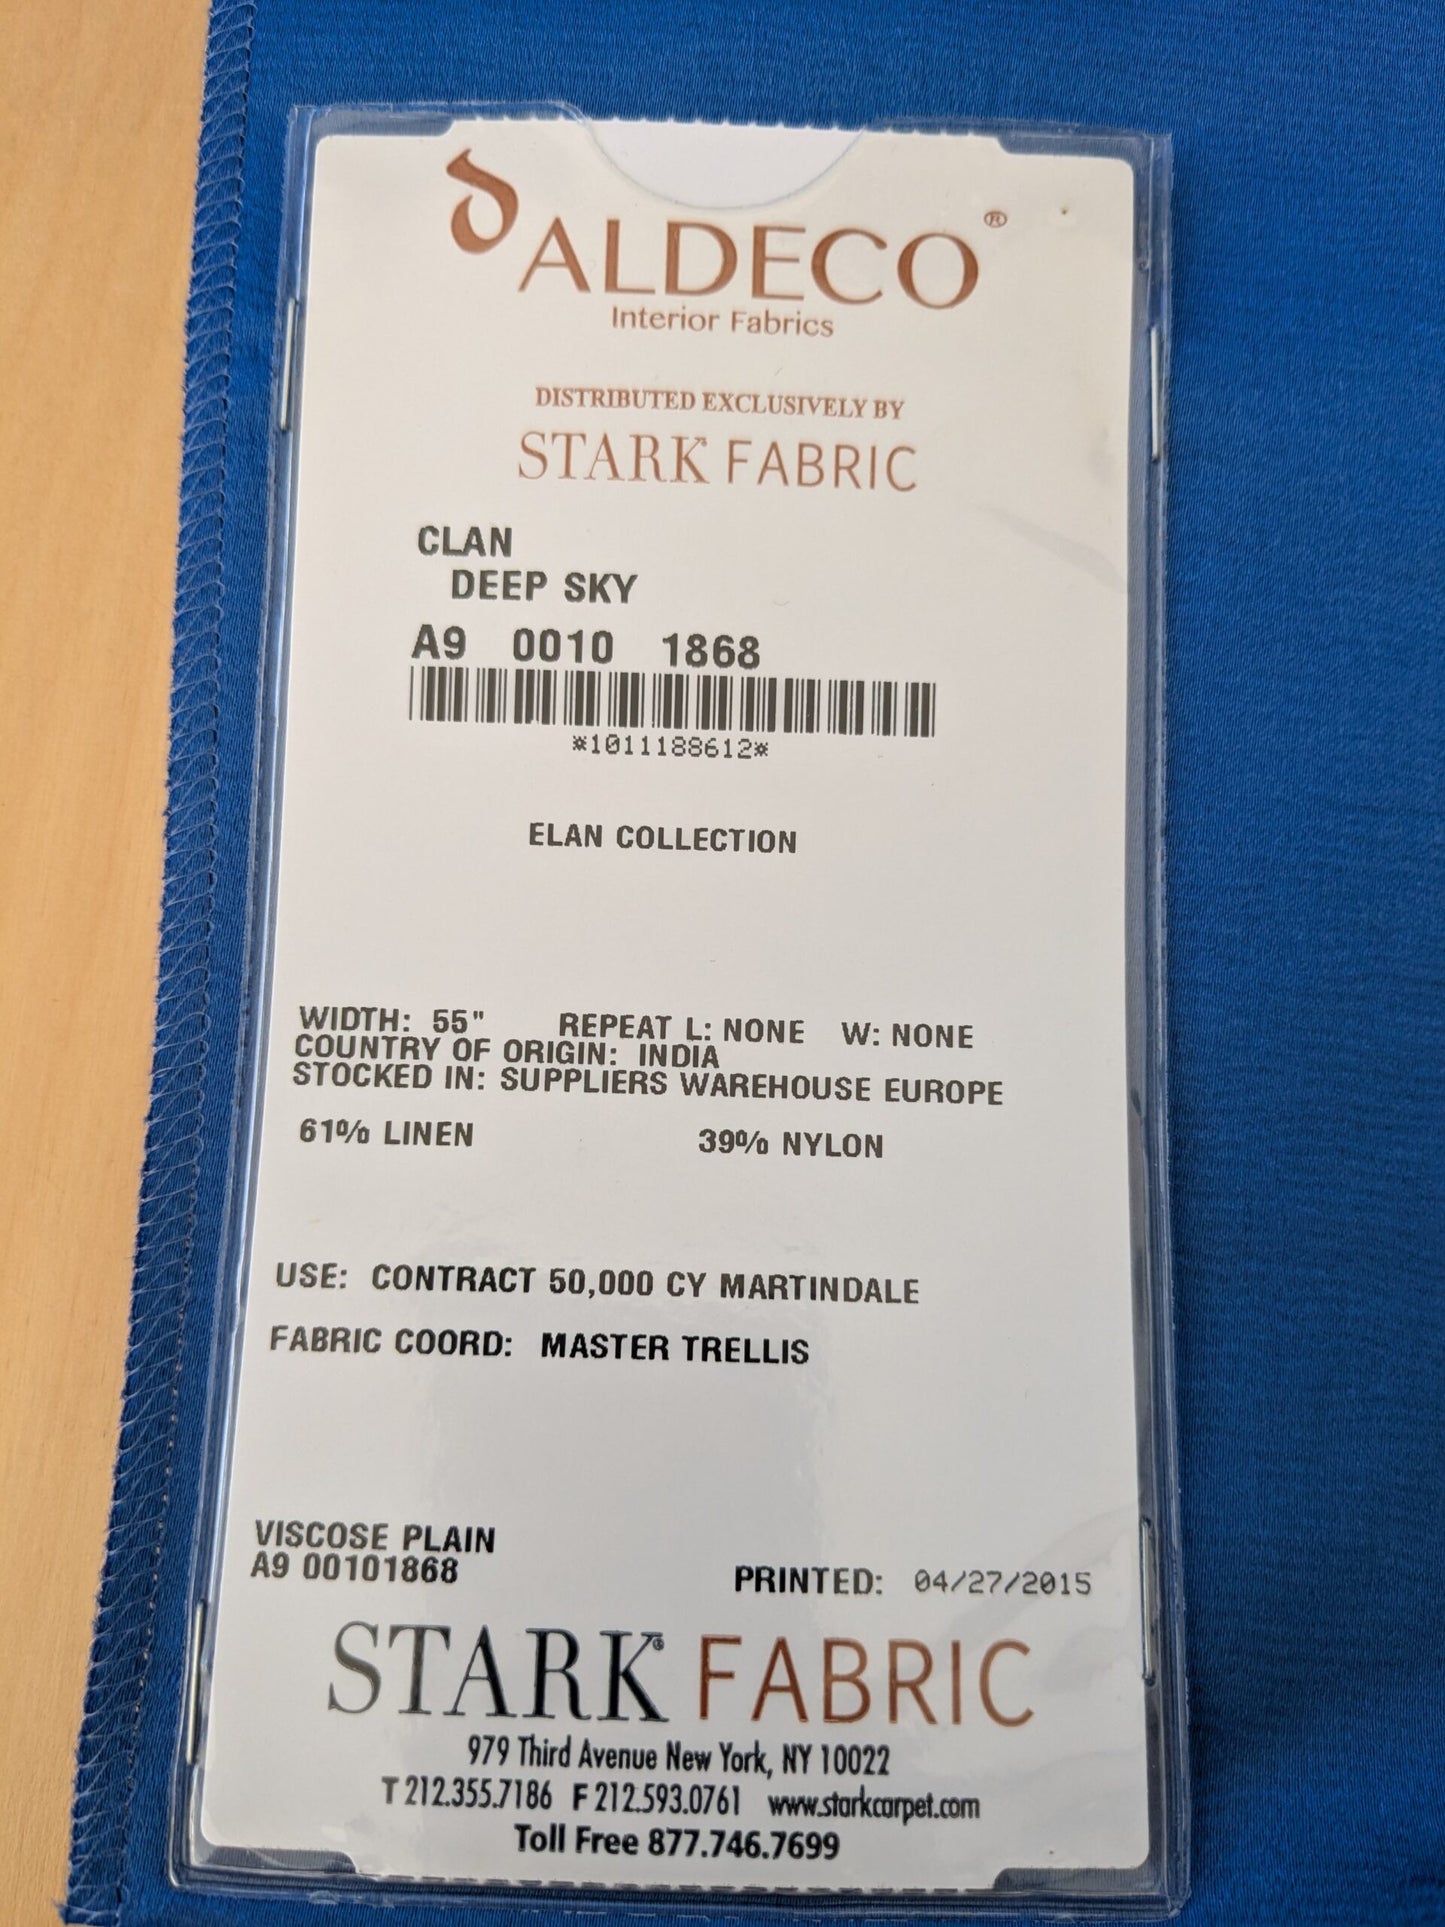 ALDECO®
Interior Fabrics
DISTRIBUTED EXCLUSIVELY BY
STARK FABRIC
CLAN
DEEP SKY
A9 0010 1868
*1011188612*
ELAN COLLECTION
WIDTH: 55" REPEAT L: NONE W: NONE
COUNTRY OF ORIGIN: INDIA
STOCKED IN: SUPPLIERS WAREHOUSE EUROPE
61% LINEN 39% NYLON
USE: CONTRACT 50,000 CY MARTINDALE
FABRIC COORD: MASTER TRELLIS
VISCOSE PLAIN
A9 00101868 PRINTED: 04/27/2015
STARK® FABRIC
979 Third Avenue New York, NY 10022
T 212.355.7186 F 212.593.0761 www.starkcarpet.com
Toll Free 877.746.7699